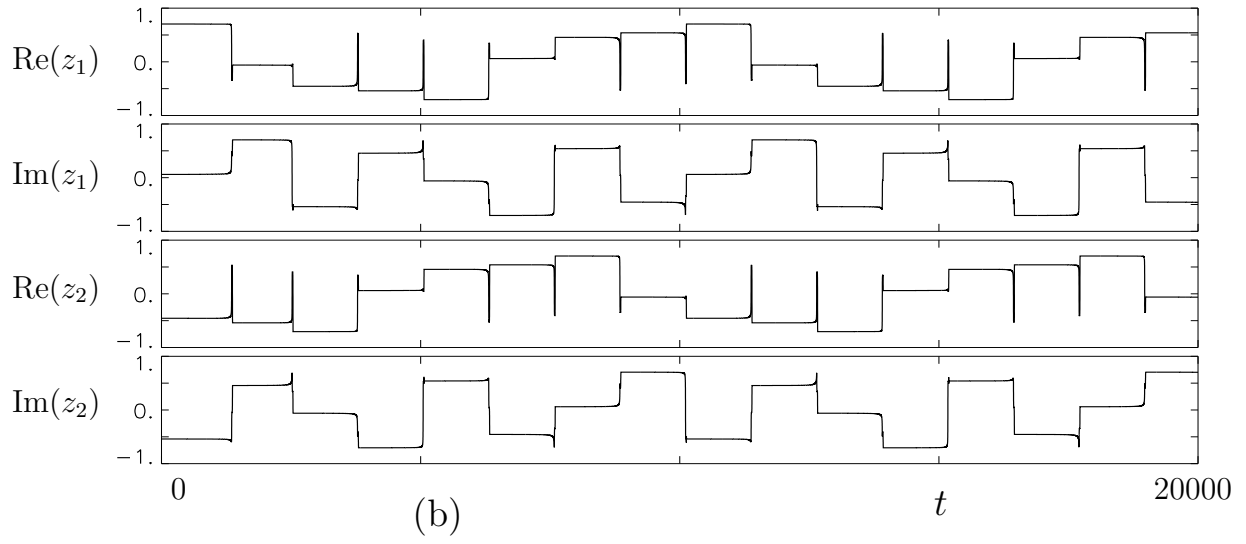 1.
Re(z₁) 0.
−1.
1.
Im(z₁) 0.
−1.
1.
Re(z₂) 0.
−1.
1.
Im(z₂) 0.
−1.
0 (b) t 20000